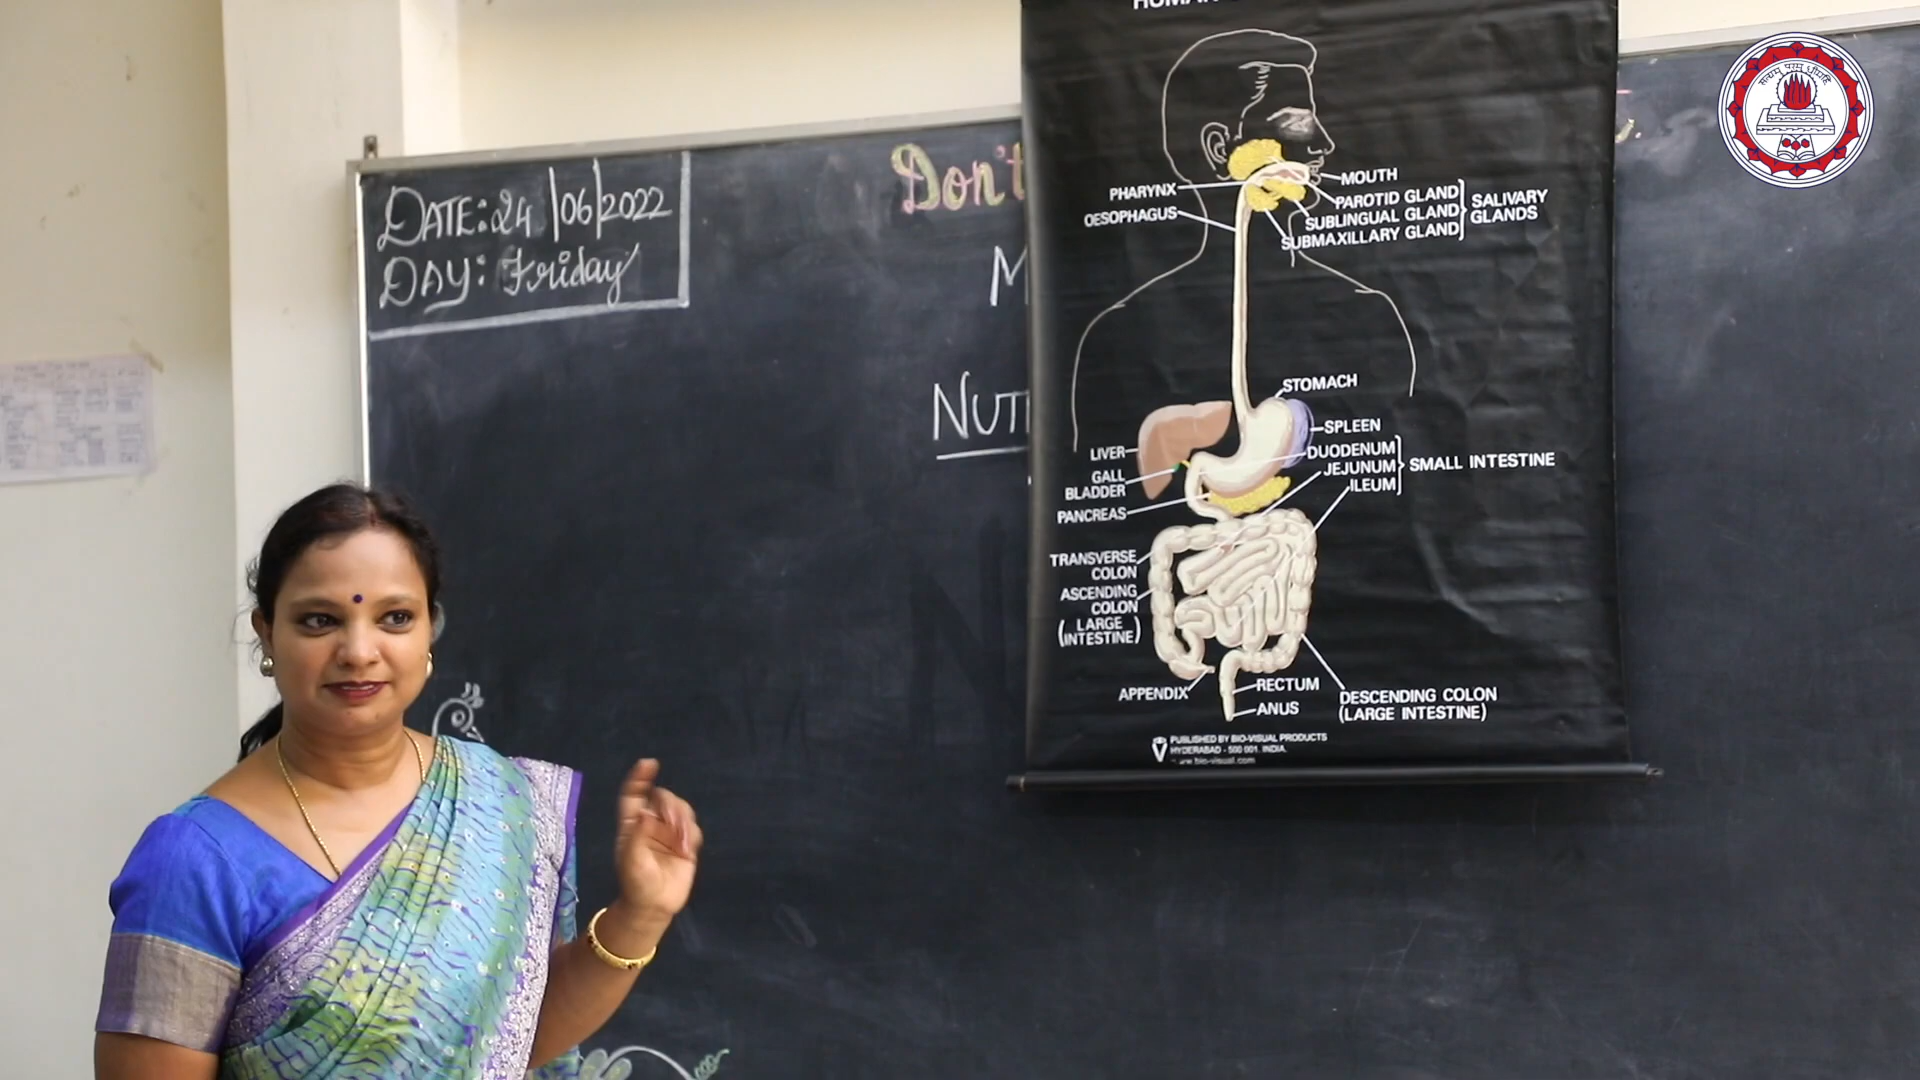 HUMAN
DATE: 24/06/2022
DAY: Friday
Don't
M
NUT
PHARYNX
OESOPHAGUS
MOUTH
PAROTID GLAND
SUBLINGUAL GLAND
SUBMAXILLARY GLAND
SALIVARY
GLANDS
STOMACH
SPLEEN
LIVER
GALL
BLADDER
PANCREAS
DUODENUM
JEJUNUM
ILEUM
SMALL INTESTINE
TRANSVERSE
COLON
ASCENDING
COLON
(LARGE
INTESTINE)
APPENDIX
RECTUM
ANUS
DESCENDING COLON
(LARGE INTESTINE)
PUBLISHED BY BIO-VISUAL PRODUCTS
HYDERABAD - 500 001. INDIA.